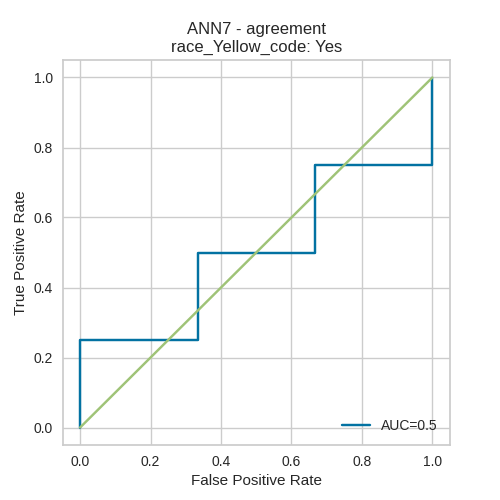 ANN7 - agreement
race_Yellow_code: Yes
1.0
0.8
0.6
0.4
0.2
0.0
True Positive Rate
AUC=0.5
0.0 0.2 0.4 0.6 0.8 1.0
False Positive Rate